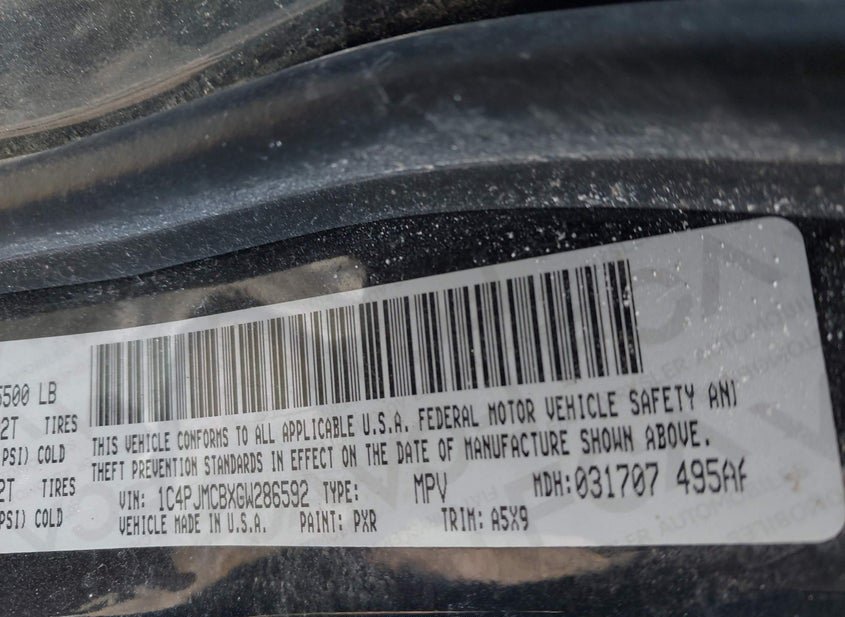 5500 LB
2T TIRES
PSI) COLD
2T TIRES
PSI) COLD
THIS VEHICLE CONFORMS TO ALL APPLICABLE U.S.A. FEDERAL MOTOR VEHICLE SAFETY AND
THEFT PREVENTION STANDARDS IN EFFECT ON THE DATE OF MANUFACTURE SHOWN ABOVE.
VIN: 1C4PJMCBXGW286592 TYPE: MPV MDH:031707 495AF
VEHICLE MADE IN U.S.A. PAINT: PXR TRIM: A5X9